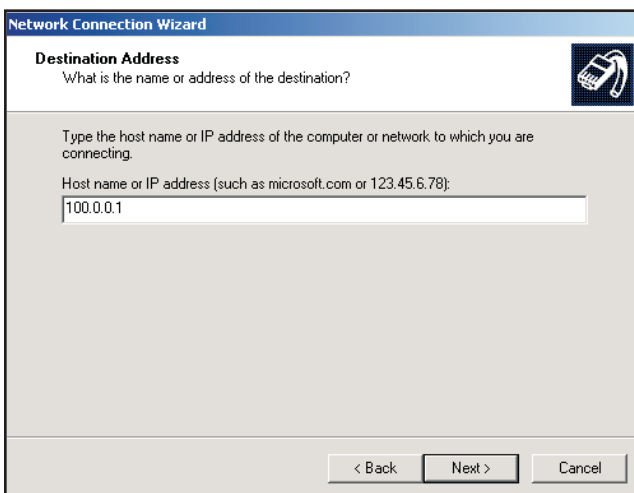 Network Connection Wizard
Destination Address
What is the name or address of the destination?
Type the host name or IP address of the computer or network to which you are
connecting.
Host name or IP address (such as microsoft.com or 123.45.6.78):
100.0.0.1
< Back
Next >
Cancel